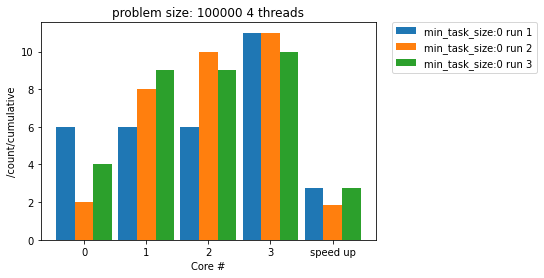 problem size: 100000 4 threads
min_task_size:0 run 1
min_task_size:0 run 2
min_task_size:0 run 3
/count/cumulative
10
8
6
4
2
0
0 1 2 3 speed up
Core #